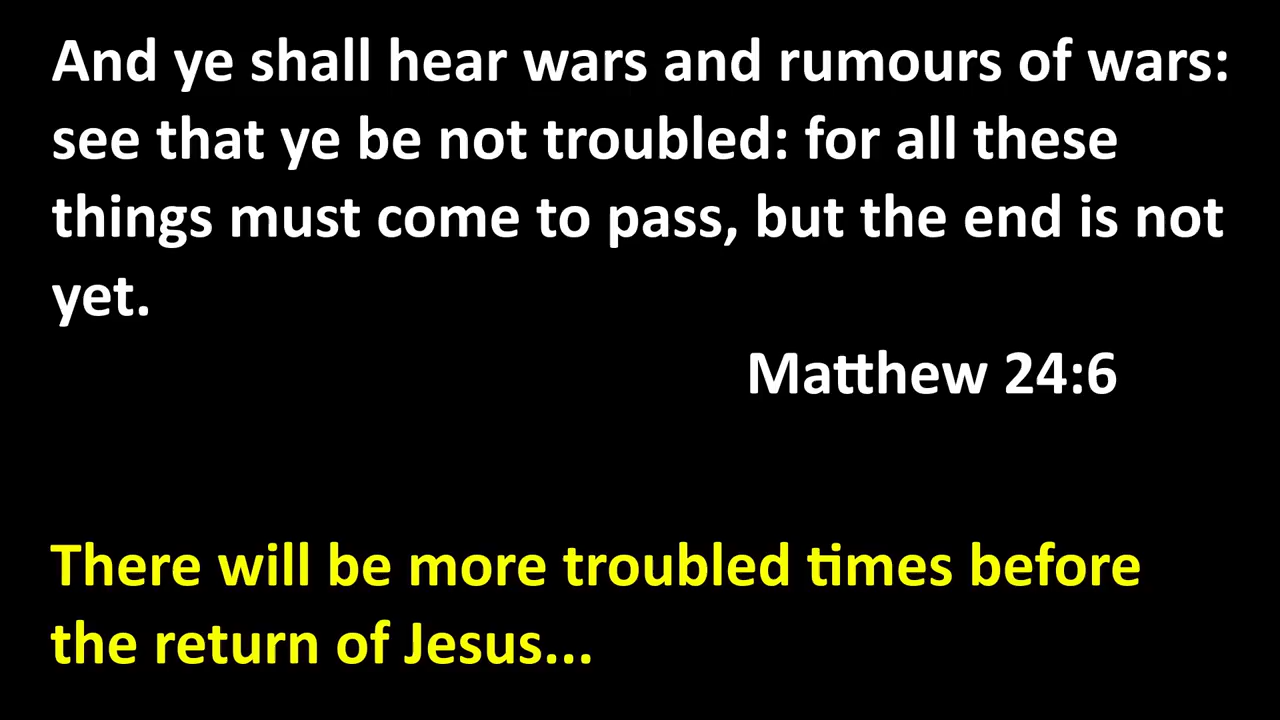 And ye shall hear wars and rumours of wars:
see that ye be not troubled: for all these
things must come to pass, but the end is not
yet.
Matthew 24:6
There will be more troubled times before
the return of Jesus...